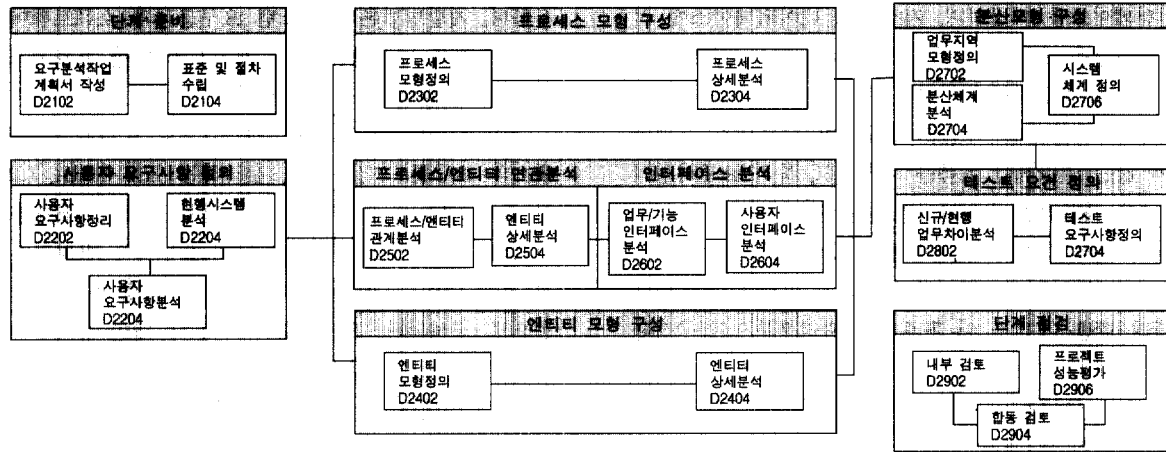 단계 준비
요구분석작업
계획서 작성
D2102
표준 및 절차
수립
D2104
사용자 요구사항 정의
사용자
요구사항정리
D2202
현행시스템
분석
D2204
사용자
요구사항분석
D2204
프로세스 모형 구성
프로세스
모형정의
D2302
프로세스
상세분석
D2304
프로세스/엔티티 연관분석
프로세스/앤티티
관계분석
D2502
엔티티
상세분석
D2504
인터페이스 분석
업무/기능
인터페이스
분석
D2602
사용자
인터페이스
분석
D2604
엔티티 모형 구성
엔티티
모형정의
D2402
엔티티
상세분석
D2404
분산모형 구성
업무지역
모형정의
D2702
분산체계
분석
D2704
시스템
체계 정의
D2706
테스트 요건 정의
신규/현행
업무차이분석
D2802
테스트
요구사항정의
D2704
단계 점검
내부 검토
D2902
프로젝트
성능평가
D2906
합동 검토
D2904